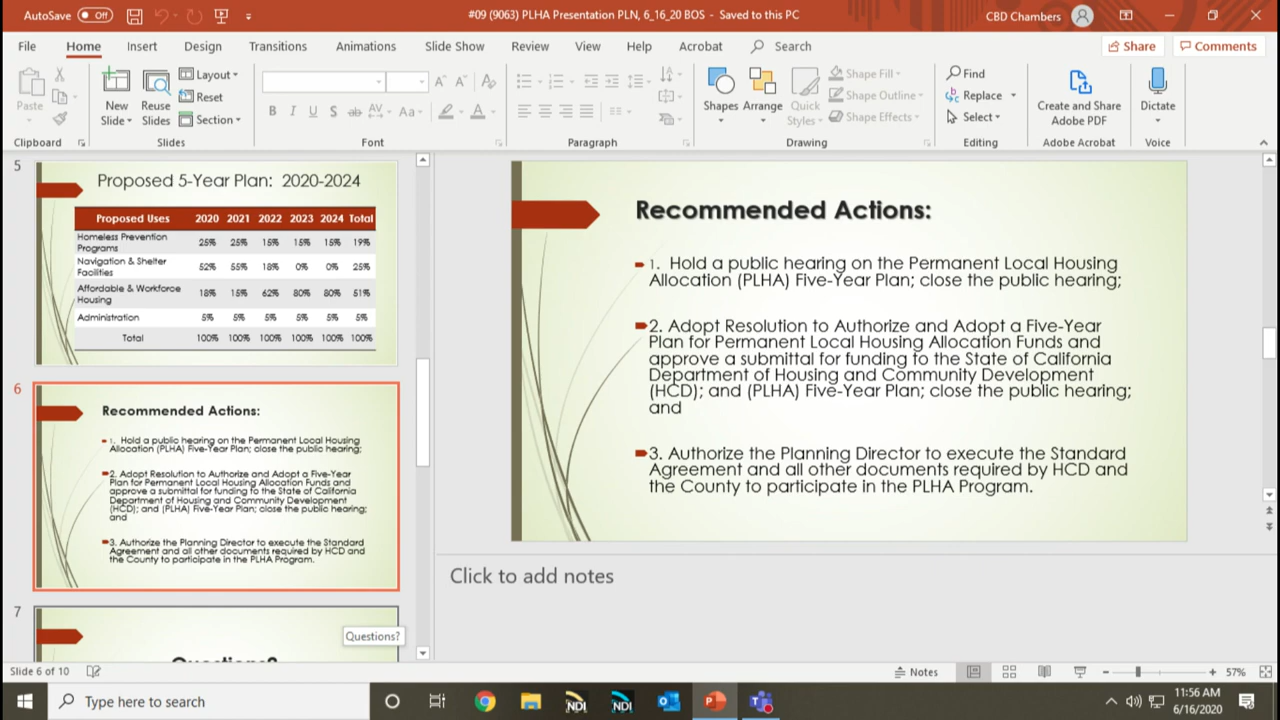 AutoSave Off
#09 (9063) PLHA Presentation PLN, 6_16_20 BOS - Saved to this PC
CBD Chambers
File Home Insert Design Transitions Animations Slide Show Review View Help Acrobat Search
Share
Comments
Paste
New Slide
Reuse Slides
Layout
Reset
Section
B I U S ab AV Aa A
Shapes
Arrange
Quick Styles
Shape Fill
Shape Outline
Shape Effects
Find
Replace
Select
Create and Share Adobe PDF
Dictate
Clipboard Slides Font Paragraph Drawing Editing Adobe Acrobat Voice
5
Proposed 5-Year Plan: 2020-2024
Proposed Uses 2020 2021 2022 2023 2024 Total
Homeless Prevention Programs 25% 25% 15% 15% 15% 19%
Navigation & Shelter Facilities 52% 55% 18% 0% 0% 25%
Affordable & Workforce Housing 18% 15% 62% 80% 80% 51%
Administration 5% 5% 5% 5% 5% 5%
Total 100% 100% 100% 100% 100% 100%
6
Recommended Actions:
1. Hold a public hearing on the Permanent Local Housing
Allocation (PLHA) Five-Year Plan; close the public hearing;
2. Adopt Resolution to Authorize and Adopt a Five-Year
Plan for Permanent Local Housing Allocation Funds and
approve a submittal for funding to the State of California
Department of Housing and Community Development
(HCD); and (PLHA) Five-Year Plan; close the public hearing;
and
3. Authorize the Planning Director to execute the Standard
Agreement and all other documents required by HCD and
the County to participate in the PLHA Program.
7
Questions?
Questions?
Recommended Actions:
1. Hold a public hearing on the Permanent Local Housing
Allocation (PLHA) Five-Year Plan; close the public hearing;
2. Adopt Resolution to Authorize and Adopt a Five-Year
Plan for Permanent Local Housing Allocation Funds and
approve a submittal for funding to the State of California
Department of Housing and Community Development
(HCD); and (PLHA) Five-Year Plan; close the public hearing;
and
3. Authorize the Planning Director to execute the Standard
Agreement and all other documents required by HCD and
the County to participate in the PLHA Program.
Click to add notes
Slide 6 of 10
Notes
57%
Type here to search
NDI
NDI
11:56 AM
6/16/2020